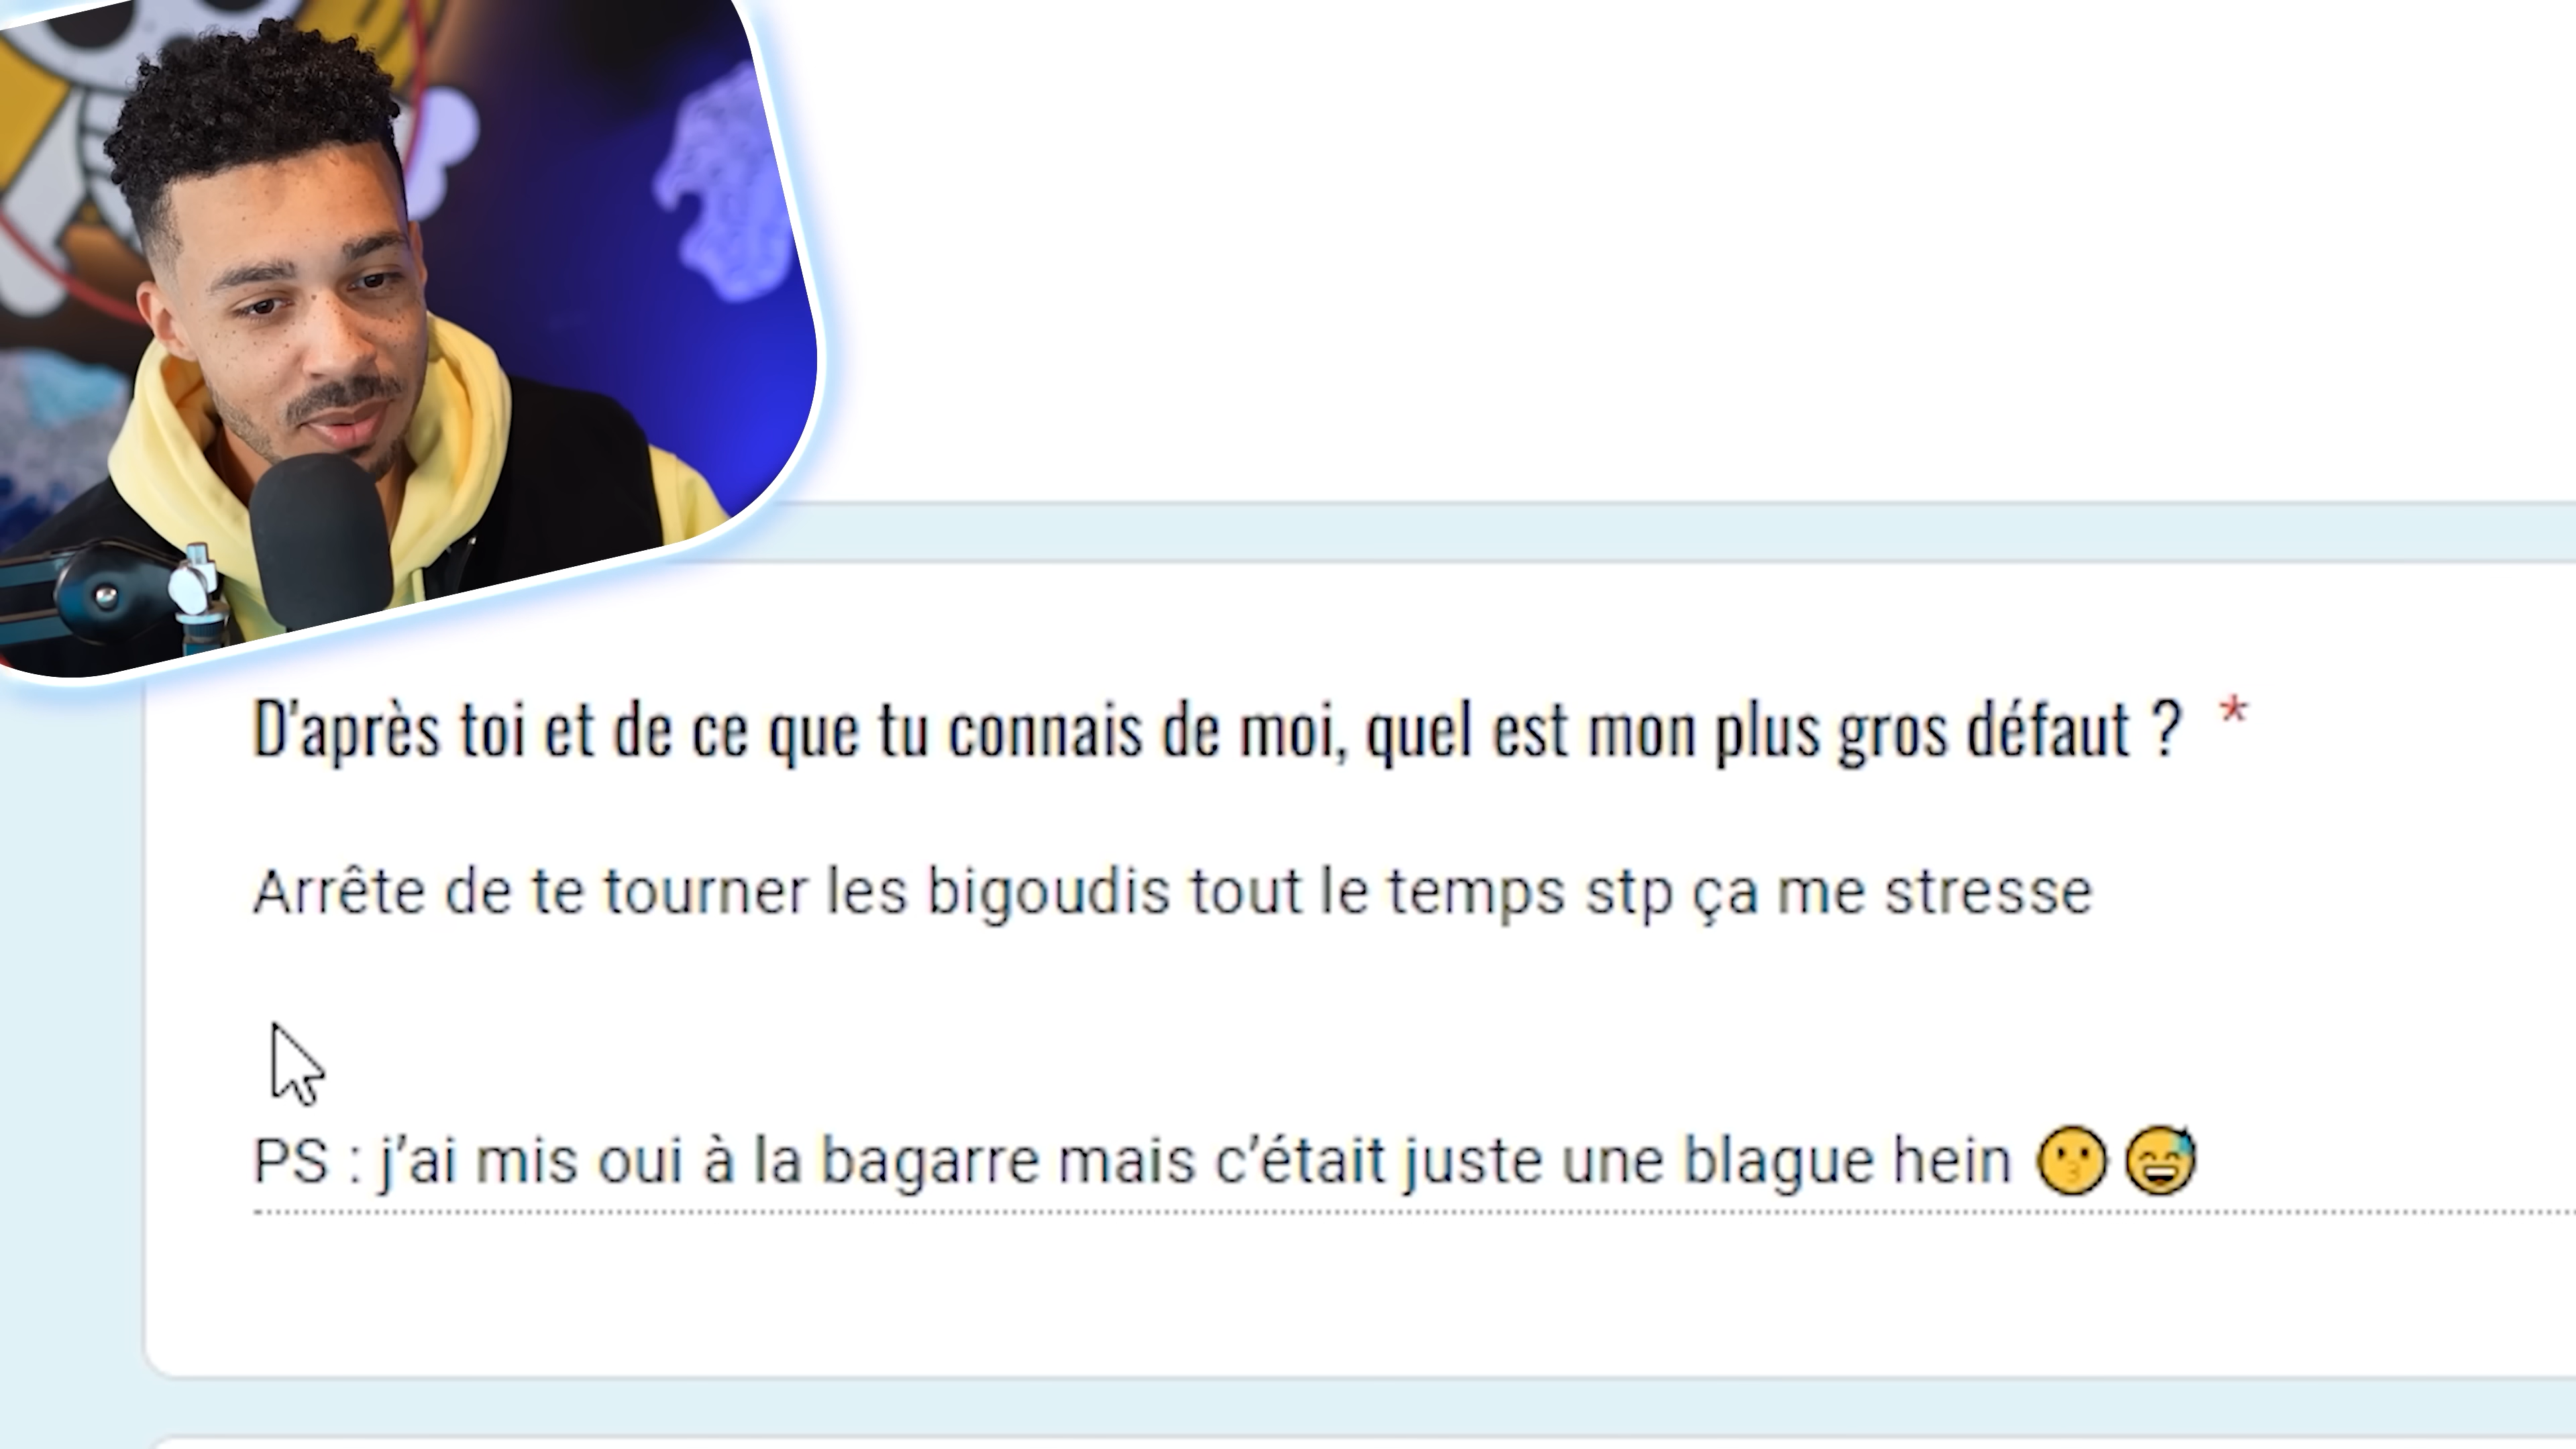 D'après toi et de ce que tu connais de moi, quel est mon plus gros défaut ? *
Arrête de te tourner les bigoudis tout le temps stp ça me stresse
PS : j’ai mis oui à la bagarre mais c’était juste une blague hein 😗😅